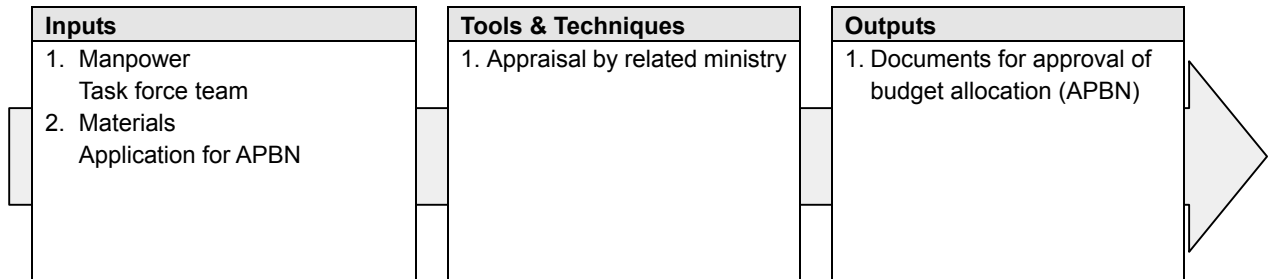 Inputs
1. Manpower
Task force team
2. Materials
Application for APBN
Tools & Techniques
1. Appraisal by related ministry
Outputs
1. Documents for approval of
budget allocation (APBN)